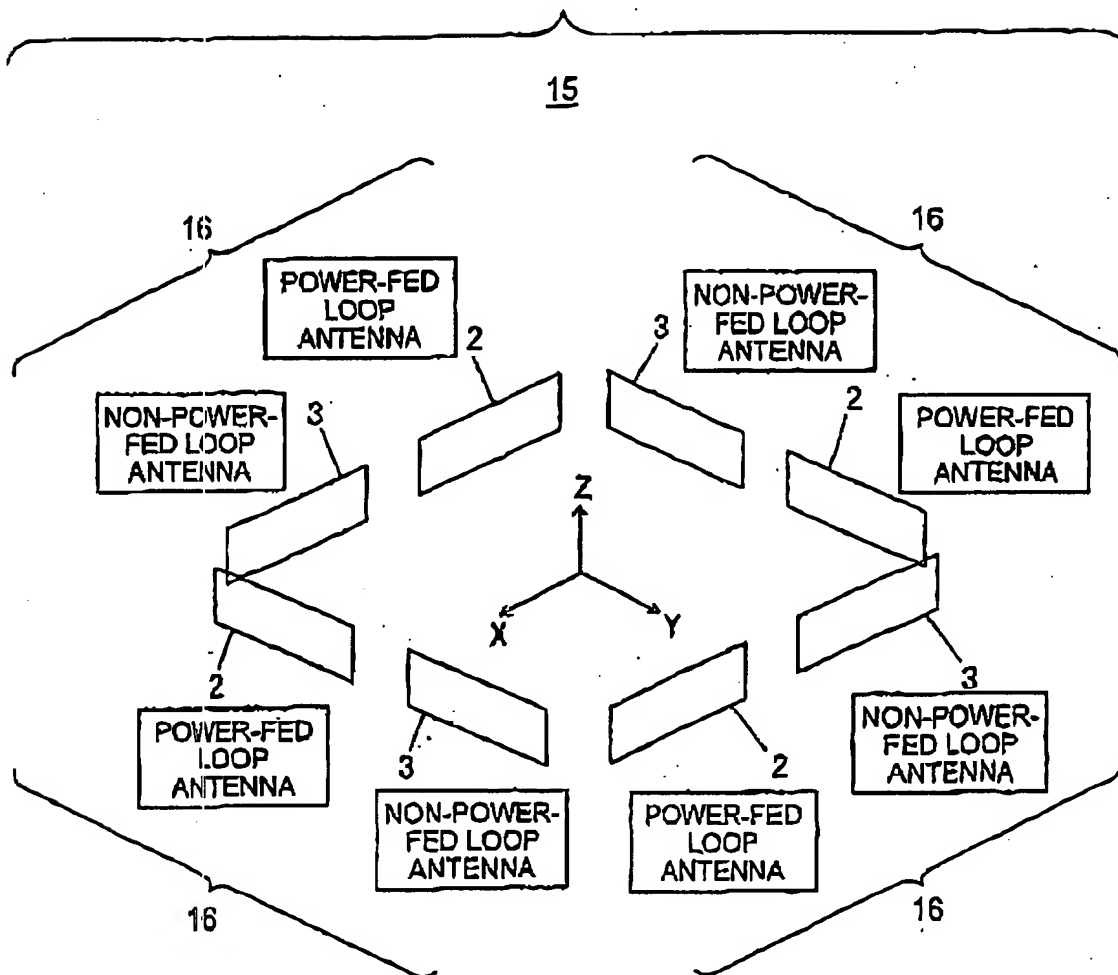 15
16
16
POWER-FED
LOOP
ANTENNA
2
NON-POWER-
FED LOOP
ANTENNA
3
NON-POWER-
FED LOOP
ANTENNA
3
2
POWER-FED
LOOP
ANTENNA
Z
X
Y
2
POWER-FED
LOOP
ANTENNA
3
NON-POWER-
FED LOOP
ANTENNA
2
POWER-FED
LOOP
ANTENNA
3
NON-POWER-
FED LOOP
ANTENNA
16
16